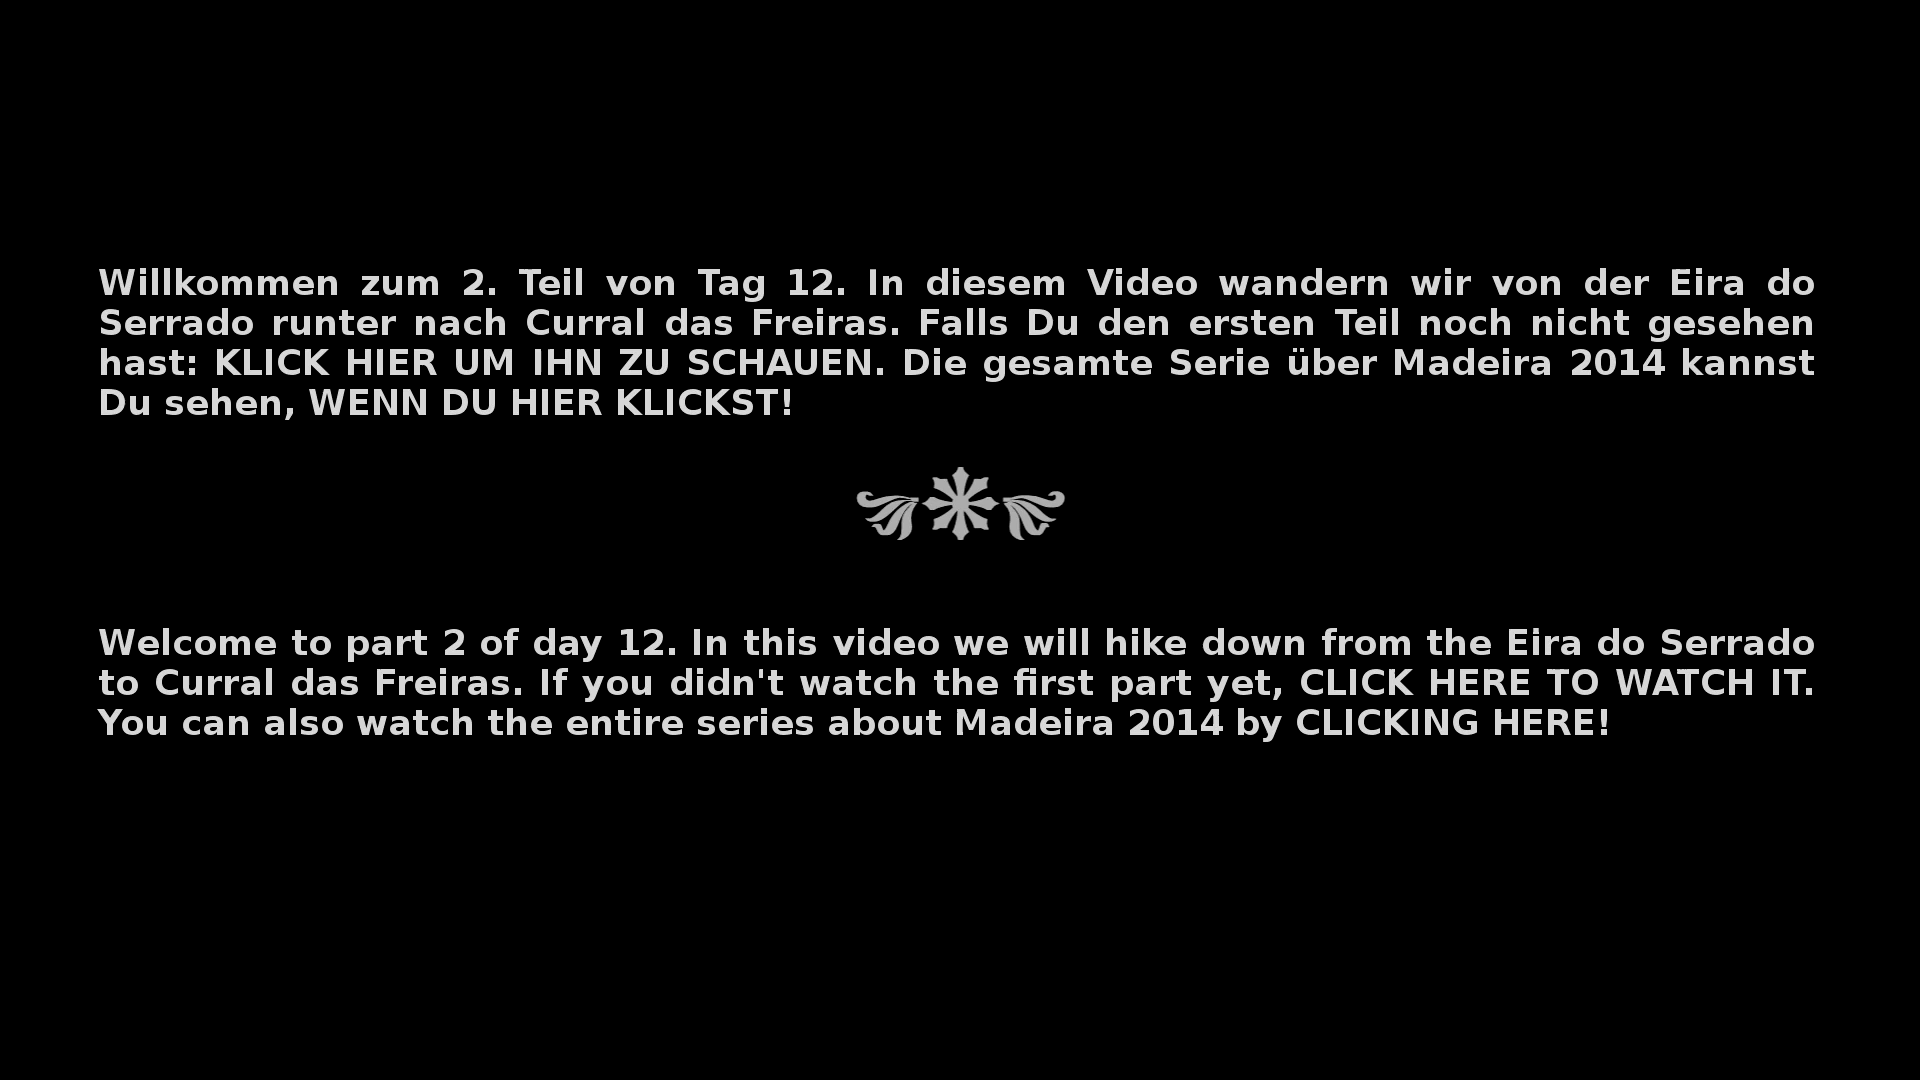 Willkommen zum 2. Teil von Tag 12. In diesem Video wandern wir von der Eira do
Serrado runter nach Curral das Freiras. Falls Du den ersten Teil noch nicht gesehen
hast: KLICK HIER UM IHN ZU SCHAUEN. Die gesamte Serie über Madeira 2014 kannst
Du sehen, WENN DU HIER KLICKST!
Welcome to part 2 of day 12. In this video we will hike down from the Eira do Serrado
to Curral das Freiras. If you didn't watch the first part yet, CLICK HERE TO WATCH IT.
You can also watch the entire series about Madeira 2014 by CLICKING HERE!